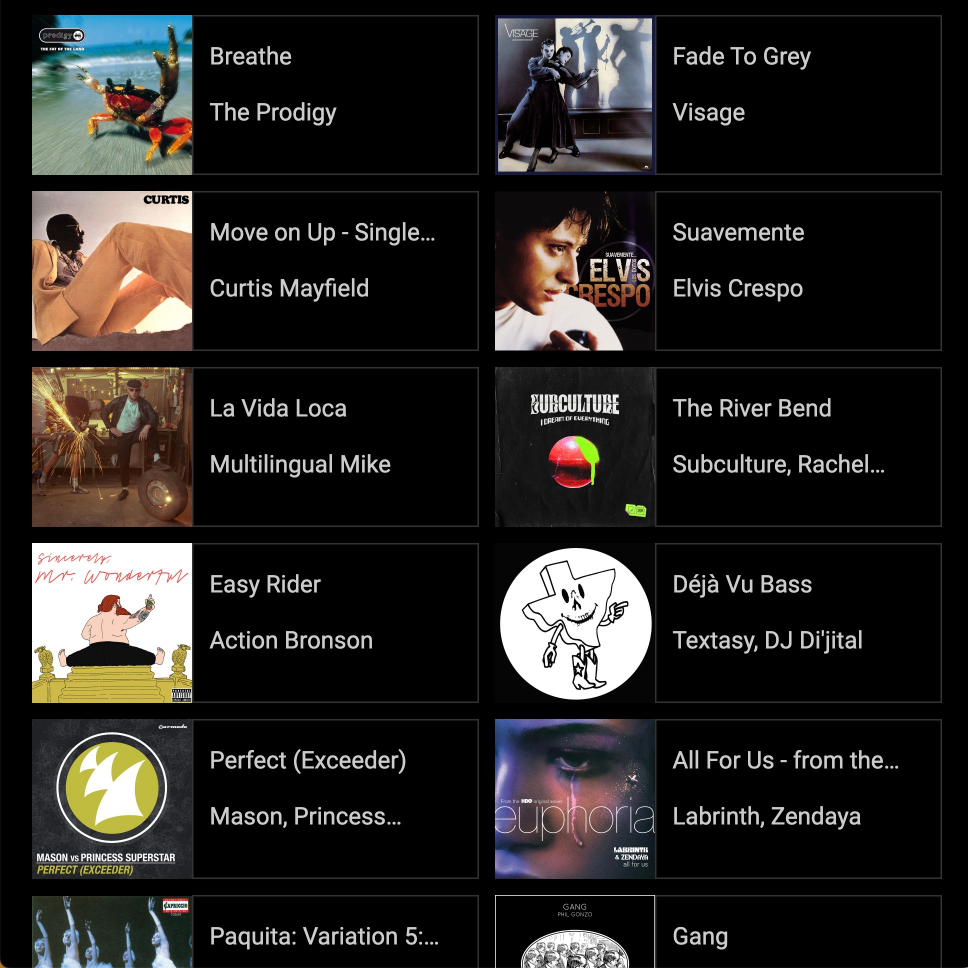 prodigy
THE FAT OF THE LAND
Breathe
The Prodigy
VISAGE
Fade To Grey
Visage
CURTIS
Move on Up - Single...
Curtis Mayfield
SUAVEMENTE...
ELVIS
CRESPO
Suavemente
Elvis Crespo
La Vida Loca
Multilingual Mike
SUBCULTURE
I DREAM OF EVERYTHING
The River Bend
Subculture, Rachel...
Sincerely,
Mr. Wonderful
Easy Rider
Action Bronson
Déjà Vu Bass
Textasy, DJ Di'jital
armada
MASON vs PRINCESS SUPERSTAR
PERFECT (EXCEEDER)
Perfect (Exceeder)
Mason, Princess...
From the HBO original series
euphoria
LABRINTH
& ZENDAYA
all for us
All For Us - from the...
Labrinth, Zendaya
CAPRICCIO
Paquita: Variation 5:...
GANG
PHIL GONZO
Gang